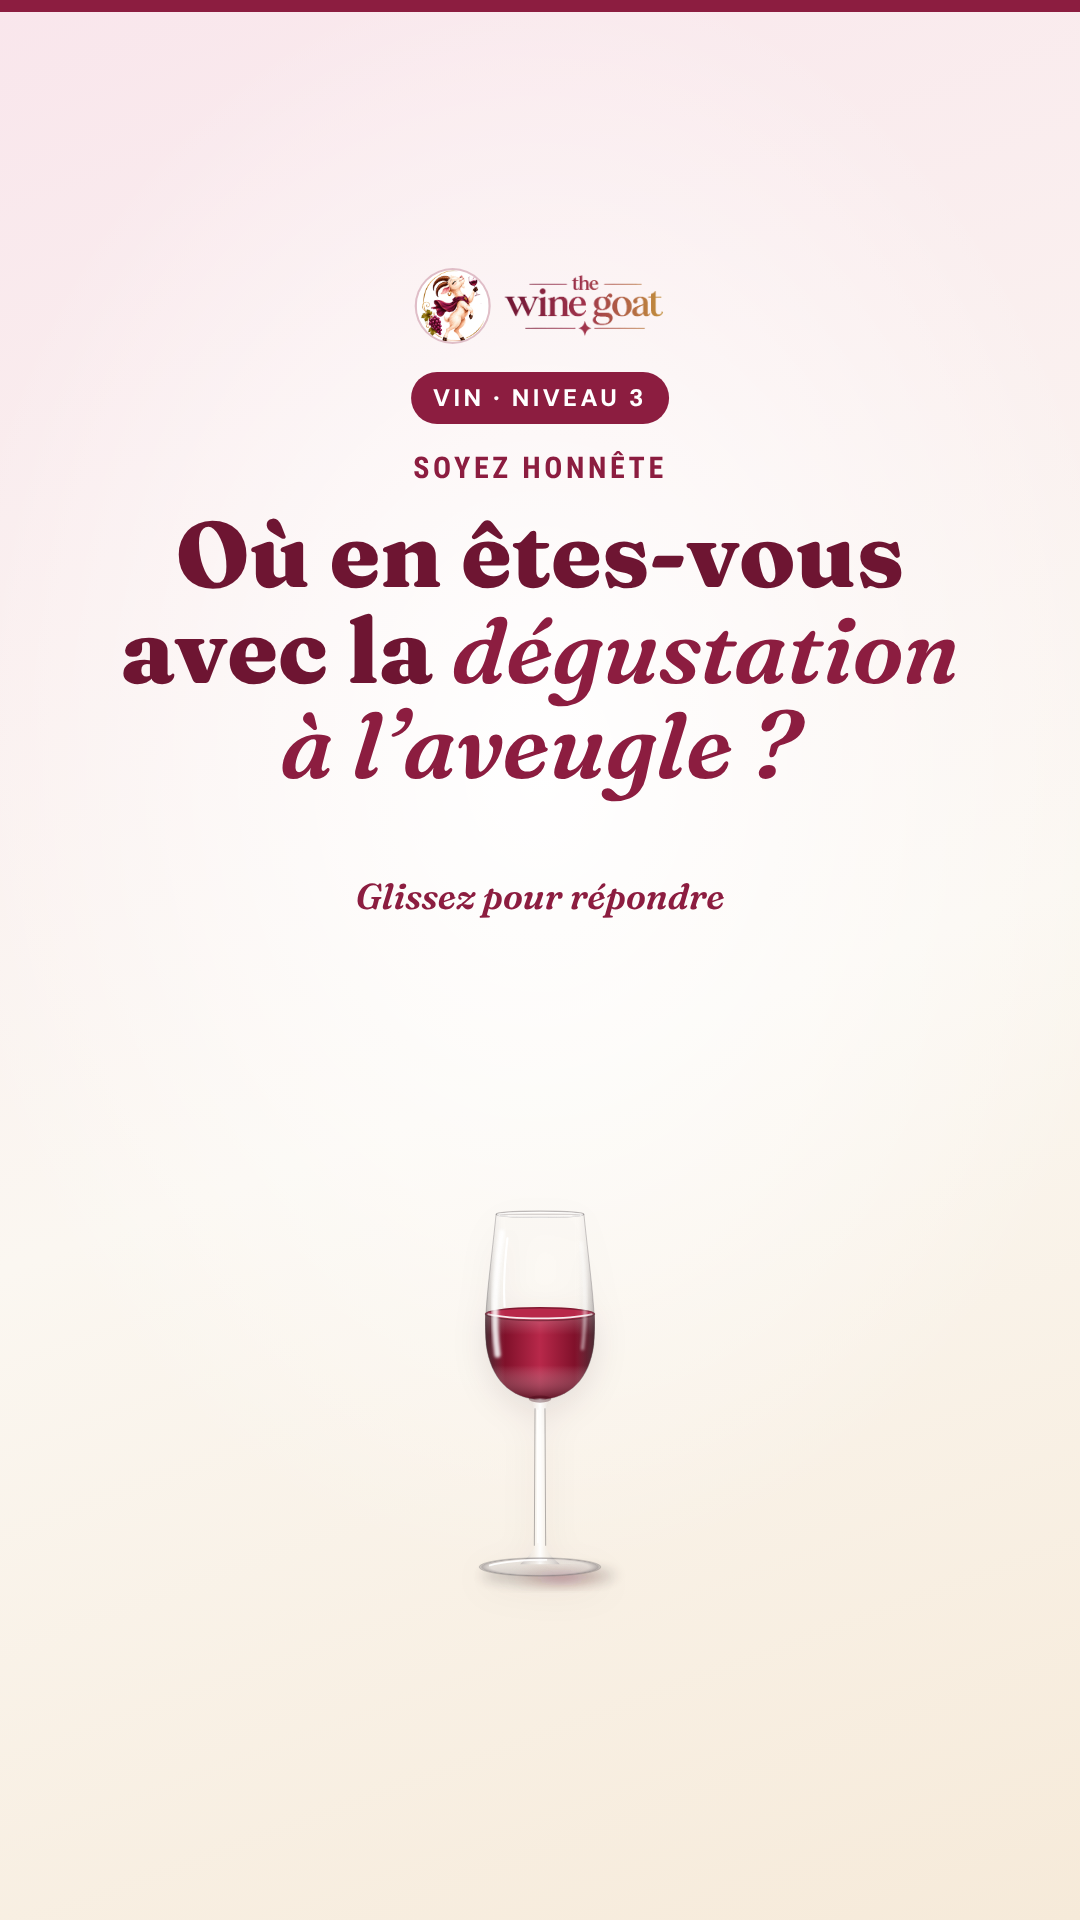 the
wine goat
VIN · NIVEAU 3
SOYEZ HONNÊTE
Où en êtes-vous
avec la dégustation
à l’aveugle ?
Glissez pour répondre